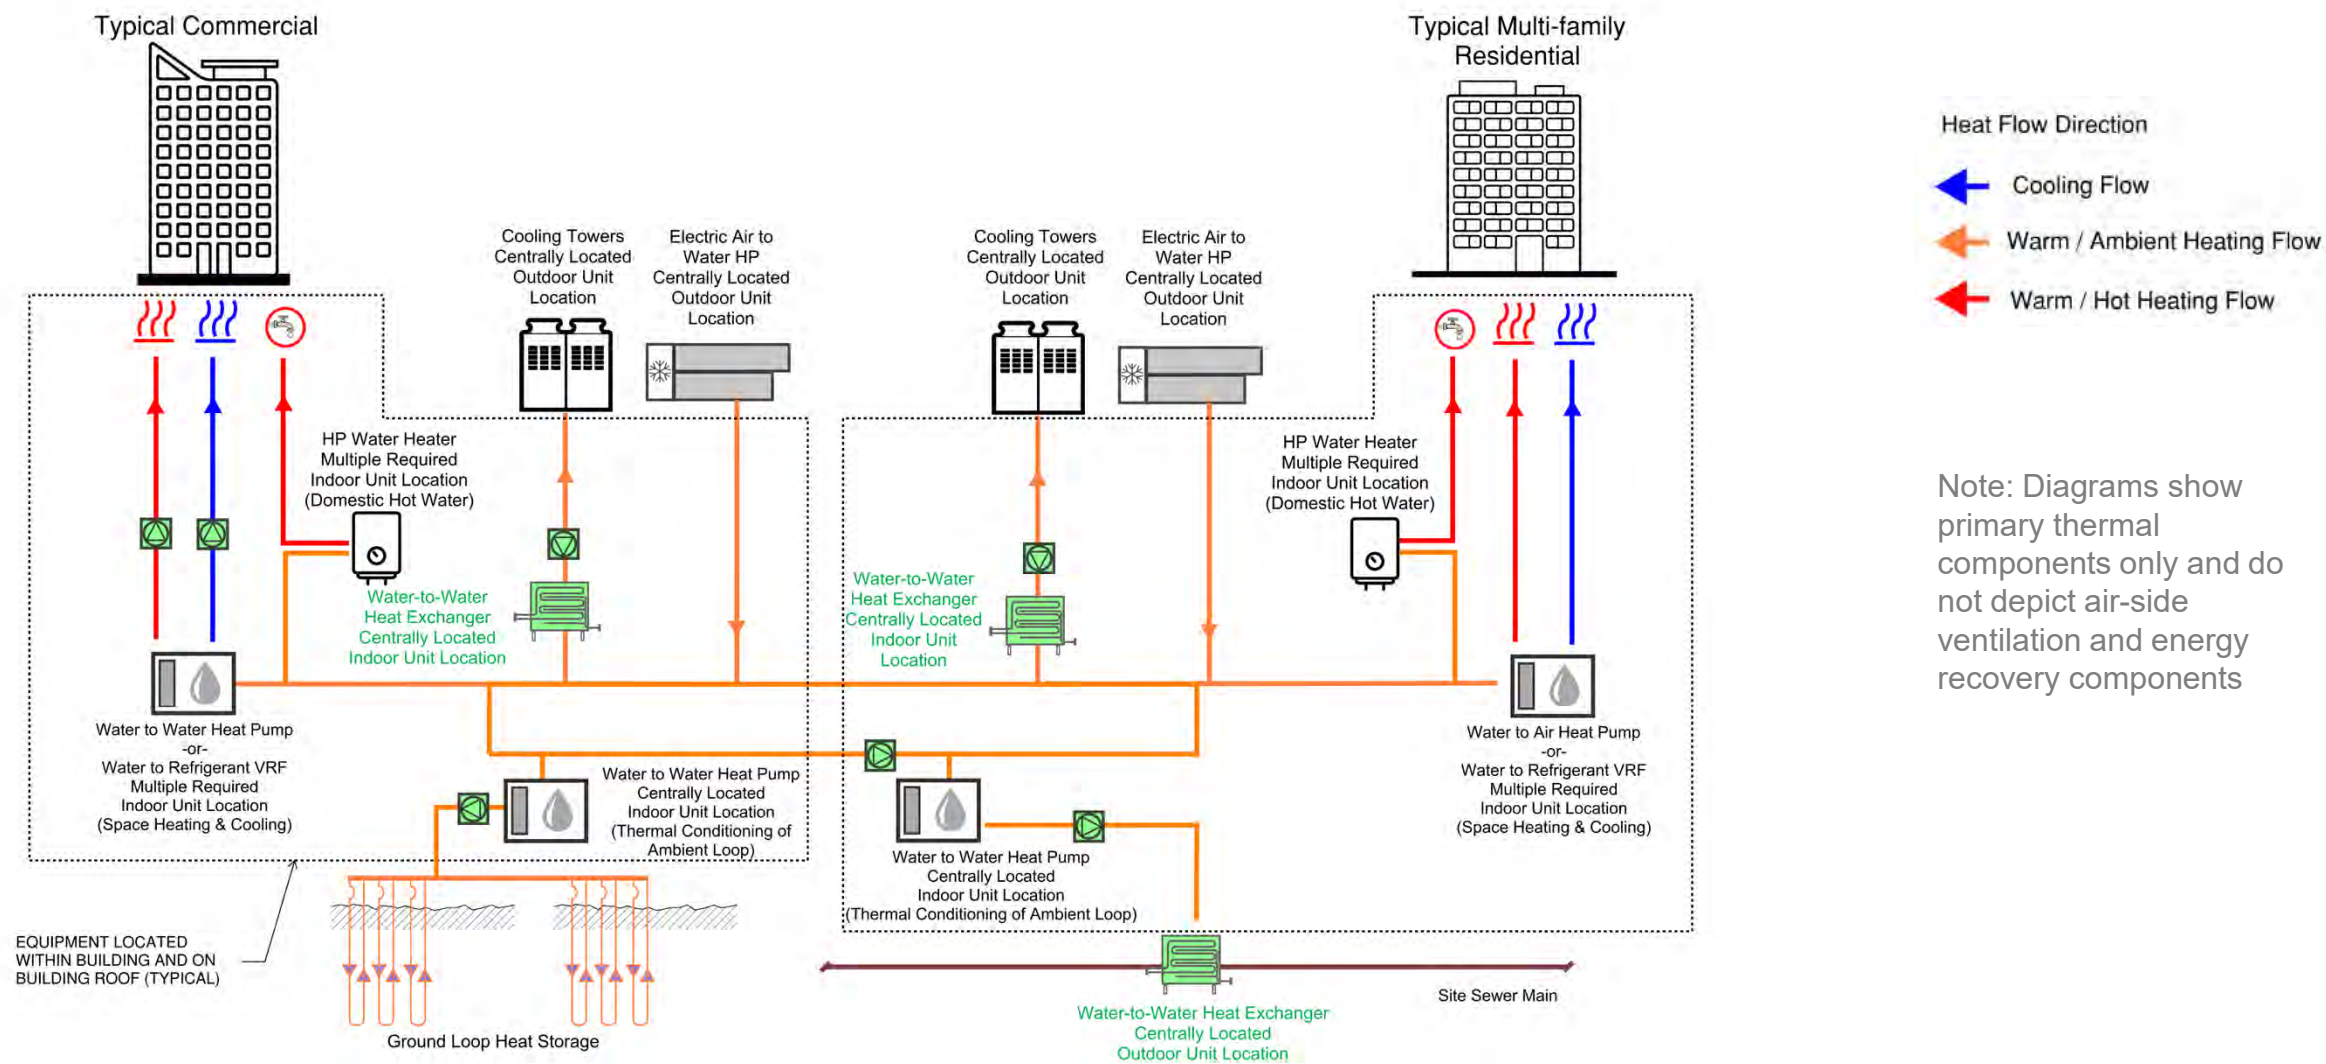 Typical Commercial
Typical Multi-family
Residential
Heat Flow Direction
Cooling Flow
Warm / Ambient Heating Flow
Warm / Hot Heating Flow
Cooling Towers
Centrally Located
Outdoor Unit
Location
Electric Air to
Water HP
Centrally Located
Outdoor Unit
Location
Cooling Towers
Centrally Located
Outdoor Unit
Location
Electric Air to
Water HP
Centrally Located
Outdoor Unit
Location
HP Water Heater
Multiple Required
Indoor Unit Location
(Domestic Hot Water)
HP Water Heater
Multiple Required
Indoor Unit Location
(Domestic Hot Water)
Note: Diagrams show
primary thermal
components only and do
not depict air-side
ventilation and energy
recovery components
Water-to-Water
Heat Exchanger
Centrally Located
Indoor Unit Location
Water-to-Water
Heat Exchanger
Centrally Located
Indoor Unit
Location
Water to Water Heat Pump
-or-
Water to Refrigerant VRF
Multiple Required
Indoor Unit Location
(Space Heating & Cooling)
Water to Water Heat Pump
Centrally Located
Indoor Unit Location
(Thermal Conditioning of
Ambient Loop)
Water to Water Heat Pump
Centrally Located
Indoor Unit Location
(Thermal Conditioning of Ambient Loop)
Water to Air Heat Pump
-or-
Water to Refrigerant VRF
Multiple Required
Indoor Unit Location
(Space Heating & Cooling)
EQUIPMENT LOCATED
WITHIN BUILDING AND ON
BUILDING ROOF (TYPICAL)
Ground Loop Heat Storage
Site Sewer Main
Water-to-Water Heat Exchanger
Centrally Located
Outdoor Unit Location